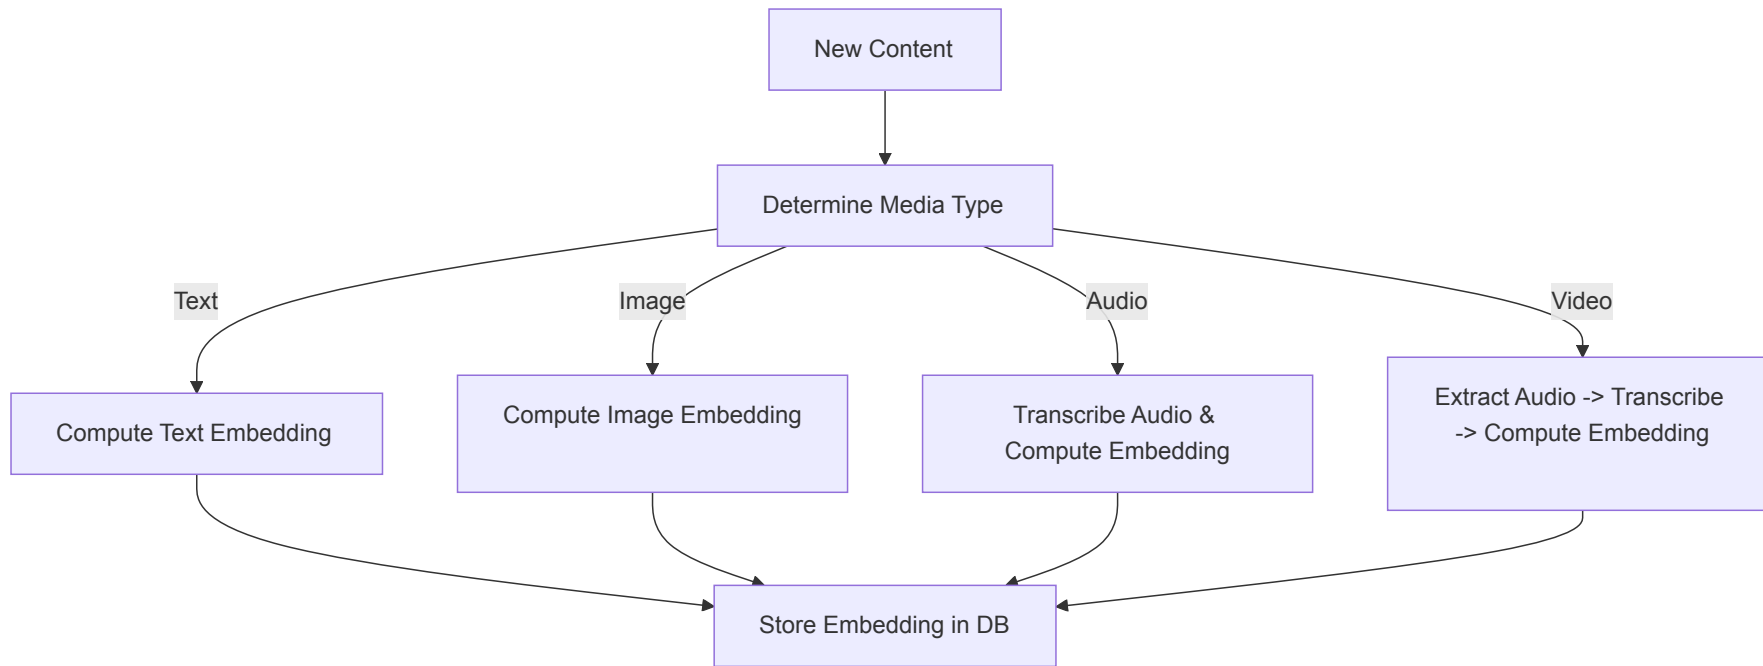 New Content
Determine Media Type
Text
Image
Audio
Video
Compute Text Embedding
Compute Image Embedding
Transcribe Audio &
Compute Embedding
Extract Audio -> Transcribe
-> Compute Embedding
Store Embedding in DB